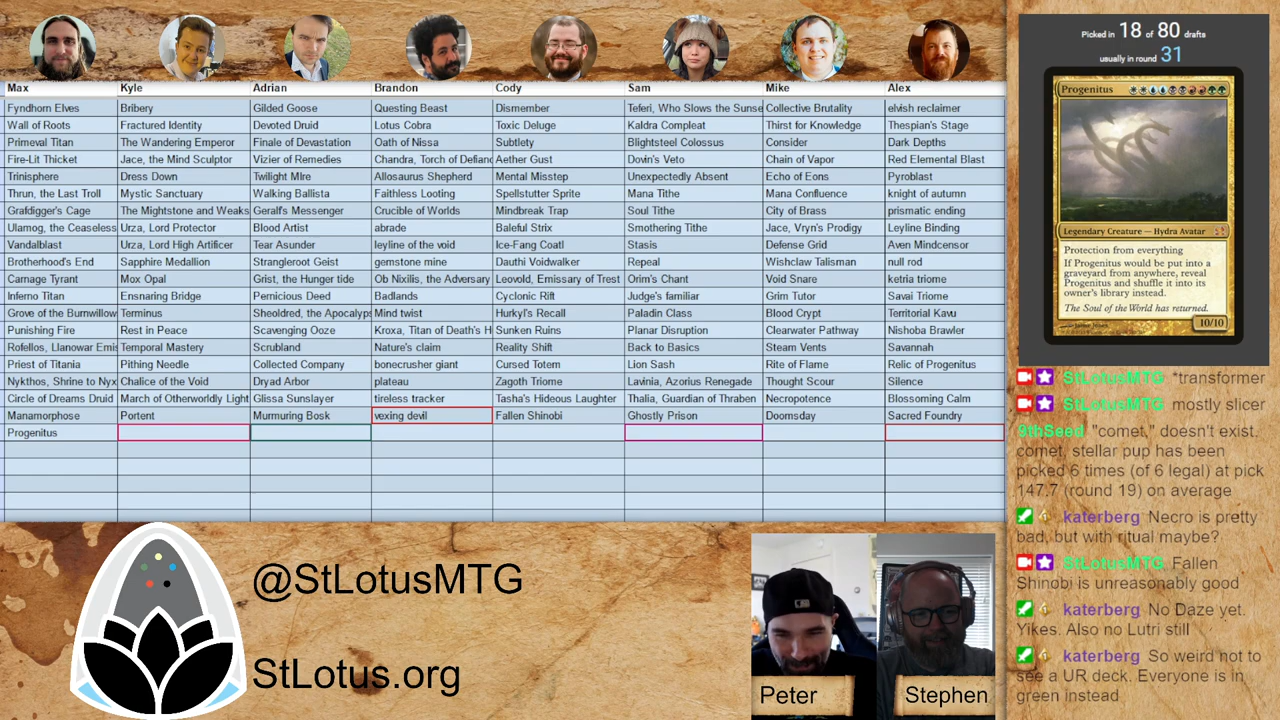 Max Kyle Adrian Brandon Cody Sam Mike Alex
Fyndhorn Elves Bribery Gilded Goose Questing Beast Dismember Teferi, Who Slows the Sunse Collective Brutality elvish reclaimer
Wall of Roots Fractured Identity Devoted Druid Lotus Cobra Toxic Deluge Kaldra Compleat Thirst for Knowledge Thespian's Stage
Primeval Titan The Wandering Emperor Finale of Devastation Oath of Nissa Subtlety Blightsteel Colossus Consider Dark Depths
Fire-Lit Thicket Jace, the Mind Sculptor Vizier of Remedies Chandra, Torch of Defianc Aether Gust Dovin's Veto Chain of Vapor Red Elemental Blast
Trinisphere Dress Down Twilight MIre Allosaurus Shepherd Mental Misstep Unexpectedly Absent Echo of Eons Pyroblast
Thrun, the Last Troll Mystic Sanctuary Walking Ballista Faithless Looting Spellstutter Sprite Mana Tithe Mana Confluence knight of autumn
Grafdigger's Cage The Mightstone and Weaks Geralf's Messenger Crucible of Worlds Mindbreak Trap Soul Tithe City of Brass prismatic ending
Ulamog, the Ceaseless Urza, Lord Protector Blood Artist abrade Baleful Strix Smothering Tithe Jace, Vryn's Prodigy Leyline Binding
Vandalblast Urza, Lord High Artificer Tear Asunder leyline of the void Ice-Fang Coatl Stasis Defense Grid Aven Mindcensor
Brotherhood's End Sapphire Medallion Strangleroot Geist gemstone mine Dauthi Voidwalker Repeal Wishclaw Talisman null rod
Carnage Tyrant Mox Opal Grist, the Hunger tide Ob Nixilis, the Adversary Leovold, Emissary of Trest Orim's Chant Void Snare ketria triome
Inferno Titan Ensnaring Bridge Pernicious Deed Badlands Cyclonic Rift Judge's familiar Grim Tutor Savai Triome
Grove of the Burnwillow Terminus Sheoldred, the Apocalyps Mind twist Hurkyl's Recall Paladin Class Blood Crypt Territorial Kavu
Punishing Fire Rest in Peace Scavenging Ooze Kroxa, Titan of Death's H Sunken Ruins Planar Disruption Clearwater Pathway Nishoba Brawler
Rofellos, Llanowar Emis Temporal Mastery Scrubland Nature's claim Reality Shift Back to Basics Steam Vents Savannah
Priest of Titania Pithing Needle Collected Company bonecrusher giant Cursed Totem Lion Sash Rite of Flame Relic of Progenitus
Nykthos, Shrine to Nyx Chalice of the Void Dryad Arbor plateau Zagoth Triome Lavinia, Azorius Renegade Thought Scour Silence
Circle of Dreams Druid March of Otherworldly Light Glissa Sunslayer tireless tracker Tasha's Hideous Laughter Thalia, Guardian of Thraben Necropotence Blossoming Calm
Manamorphose Portent Murmuring Bosk vexing devil Fallen Shinobi Ghostly Prison Doomsday Sacred Foundry
Progenitus
@StLotusMTG
StLotus.org
Peter
Stephen
Picked in 18 of 80 drafts
usually in round 31
Progenitus
Legendary Creature — Hydra Avatar
Protection from everything
If Progenitus would be put into a
graveyard from anywhere, reveal
Progenitus and shuffle it into its
owner's library instead.
The Soul of the World has returned.
10/10
StLotusMTG *transformer
StLotusMTG mostly slicer
9thSeed "comet," doesn't exist.
comet, stellar pup has been
picked 6 times (of 6 legal) at pick
147.7 (round 19) on average
katerberg Necro is pretty
bad, but with ritual maybe?
StLotusMTG Fallen
Shinobi is unreasonably good
katerberg No Daze yet.
Yikes. Also no Lutri still
katerberg So weird not to
see a UR deck. Everyone is in
green instead